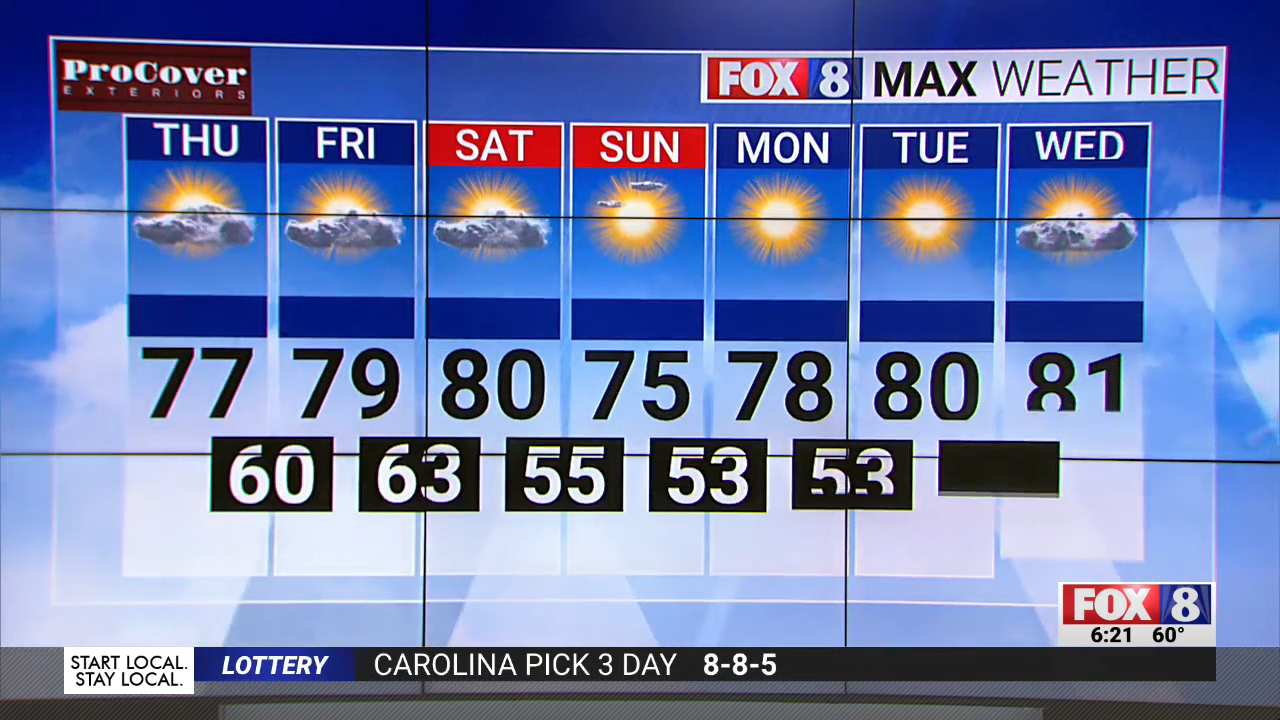 ProCover
EXTERIORS
FOX 8 MAX WEATHER
THU FRI SAT SUN MON TUE WED
77 79 80 75 78 80 81
60 63 55 53 53
FOX 8
6:21 60°
START LOCAL.
STAY LOCAL.
LOTTERY CAROLINA PICK 3 DAY 8-8-5